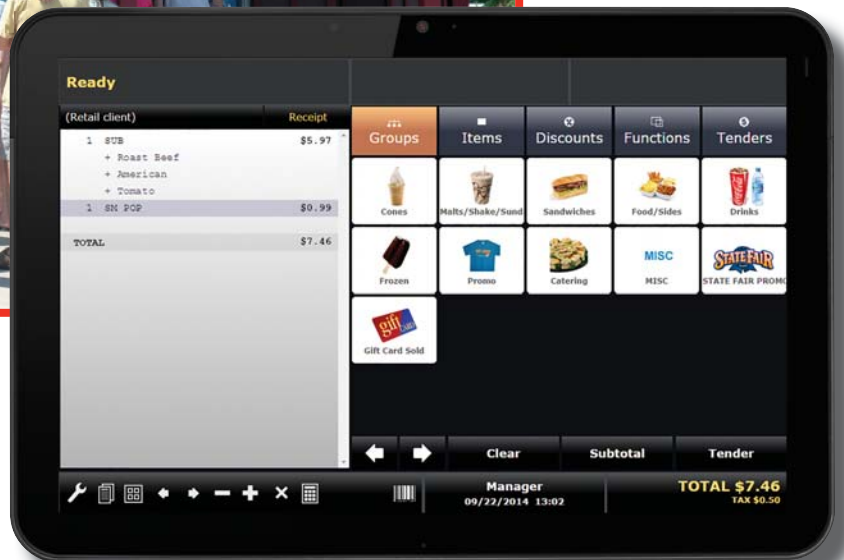 Ready
(Retail client) Receipt
1 SUB $5.97
+ Roast Beef
+ American
+ Tomato
1 SM POP $0.99
TOTAL $7.46
Groups Items Discounts Functions Tenders
Cones Malts/Shake/Sund Sandwiches Food/Sides Drinks
MISC STATE FAIR
Frozen Promo Catering MISC STATE FAIR PROMO
gift
Gift Card Sold
Clear Subtotal Tender
Manager
09/22/2014 13:02
TOTAL $7.46
TAX $0.50